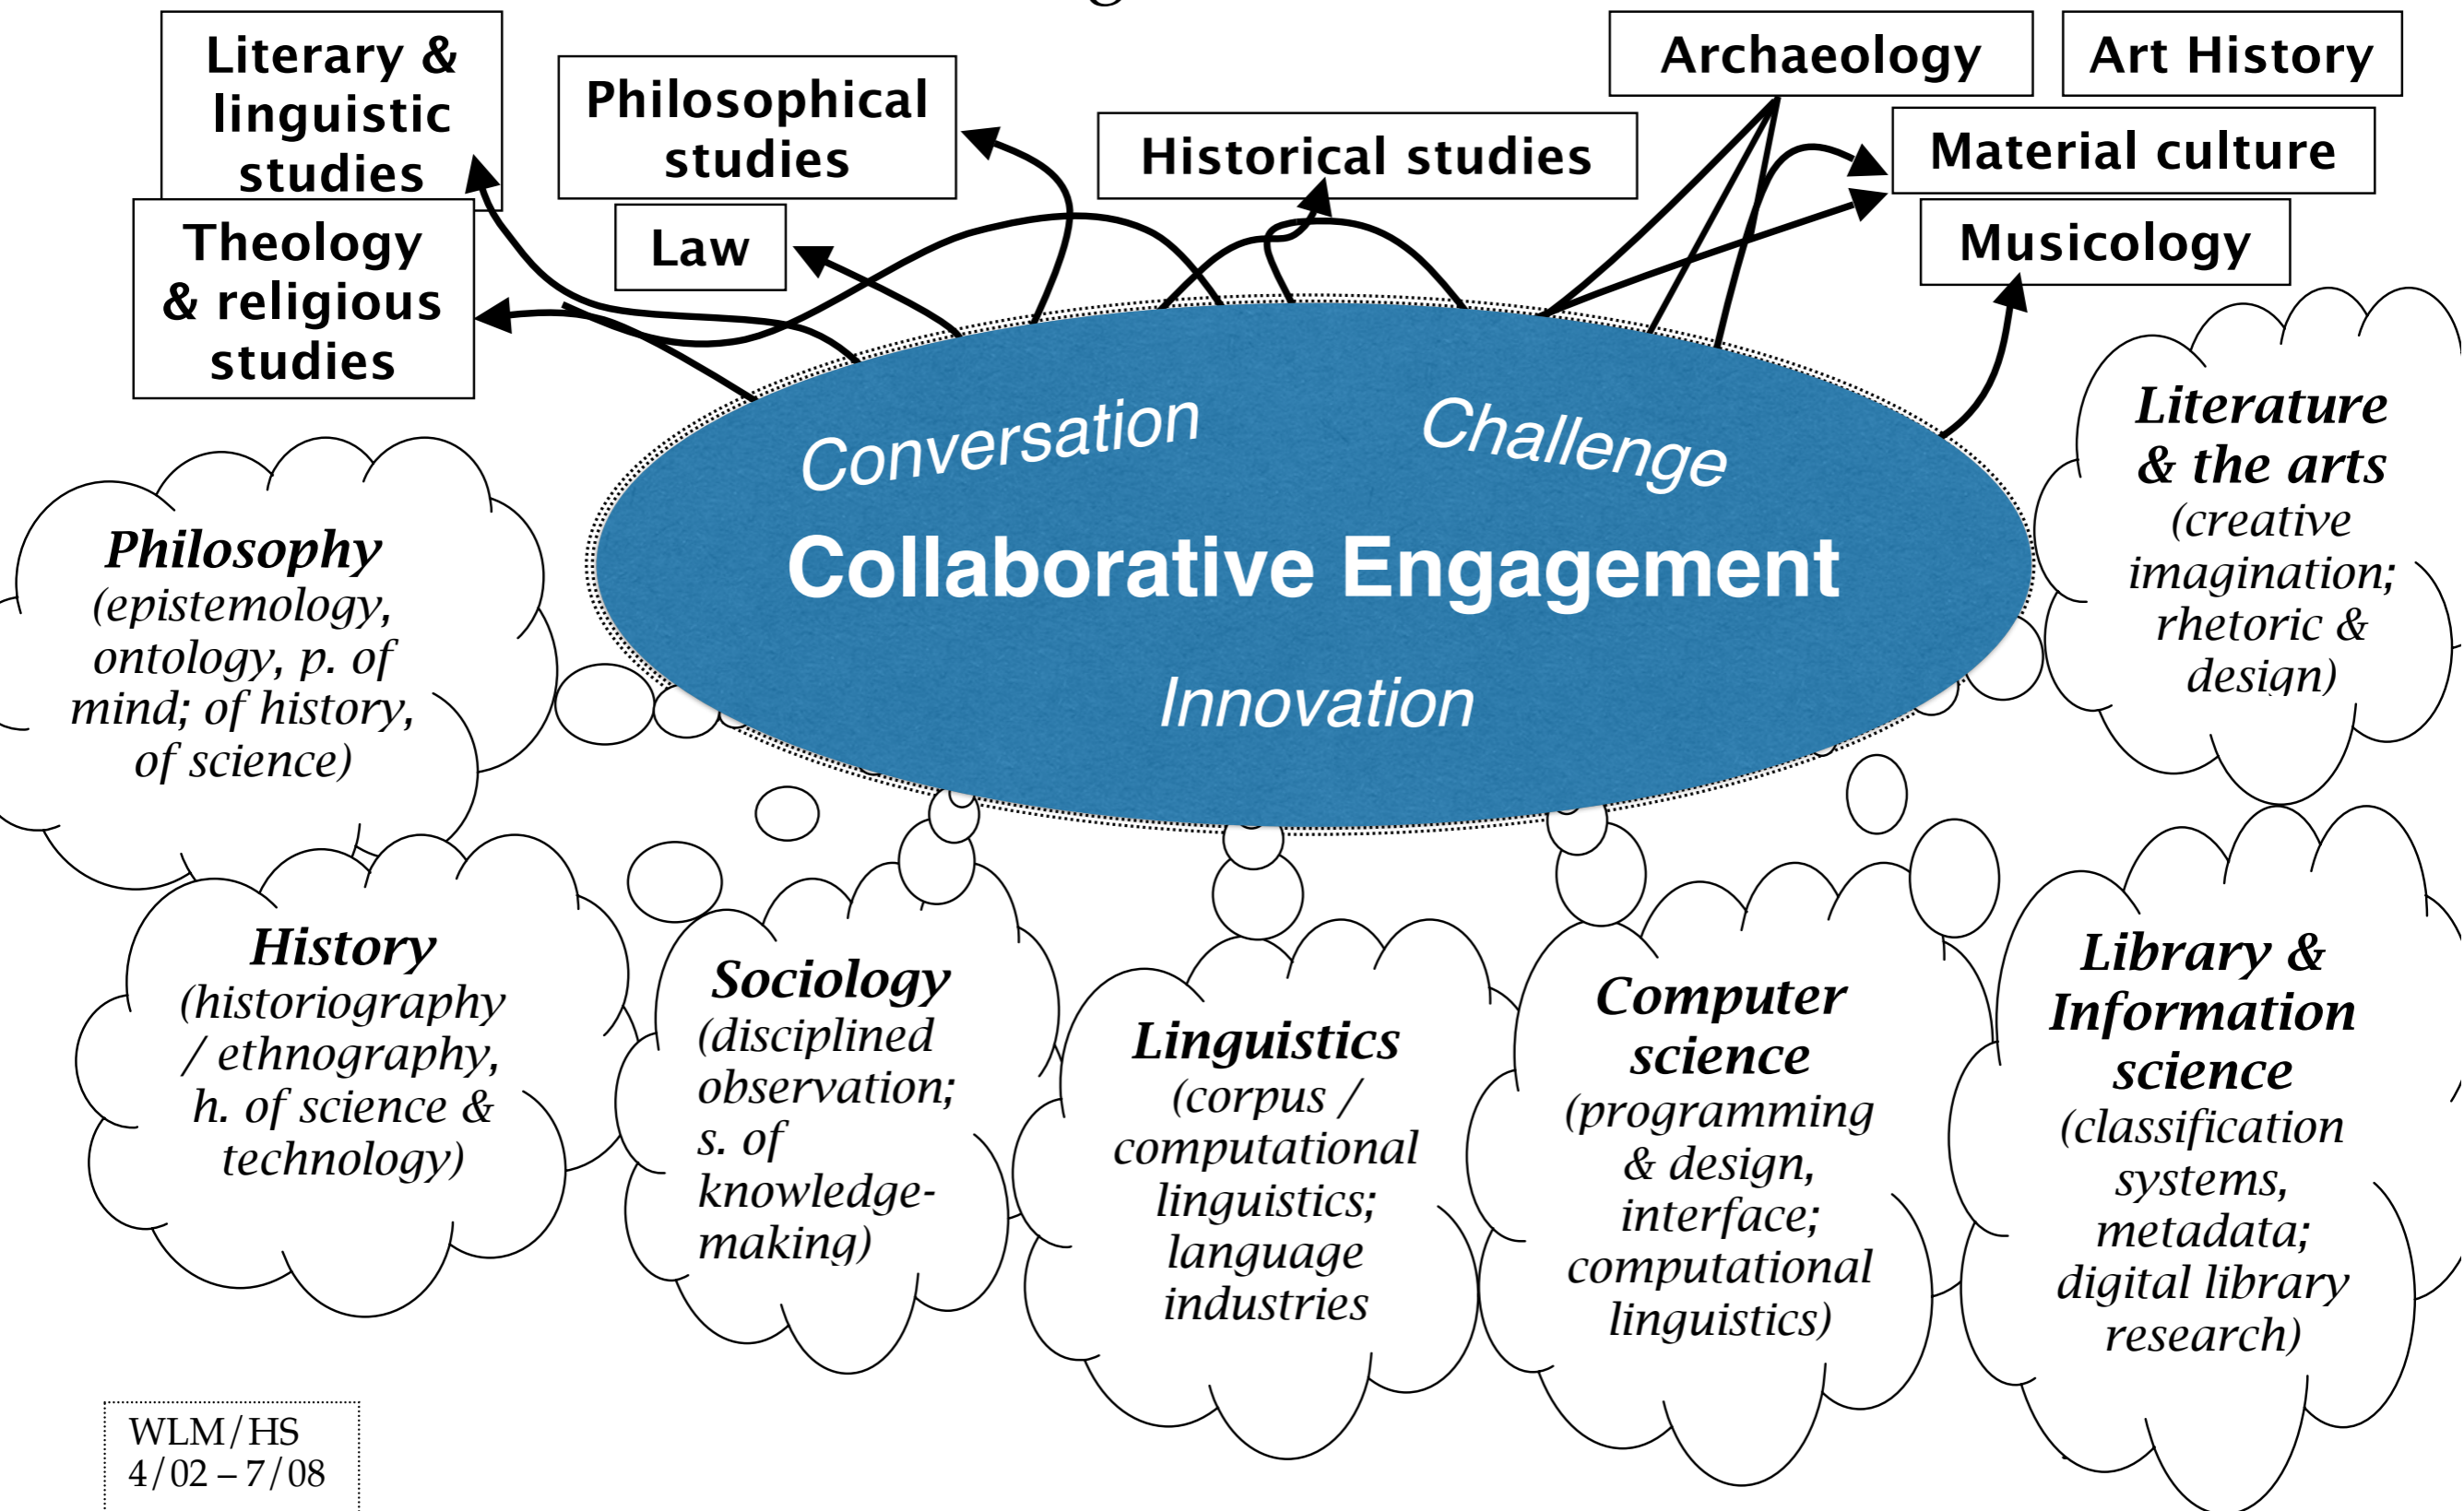 Literary &
linguistic
studies
Philosophical
studies
Historical studies
Archaeology
Art History
Material culture
Musicology
Law
Theology
& religious
studies
Conversation
Challenge
Collaborative Engagement
Innovation
Literature
& the arts
(creative
imagination;
rhetoric &
design)
Philosophy
(epistemology,
ontology, p. of
mind; of history,
of science)
History
(historiography
/ ethnography,
h. of science &
technology)
Sociology
(disciplined
observation;
s. of
knowledge-
making)
Linguistics
(corpus /
computational
linguistics;
language
industries
Computer
science
(programming
& design,
interface;
computational
linguistics)
Library &
Information
science
(classification
systems,
metadata;
digital library
research)
WLM/HS
4/02 – 7/08